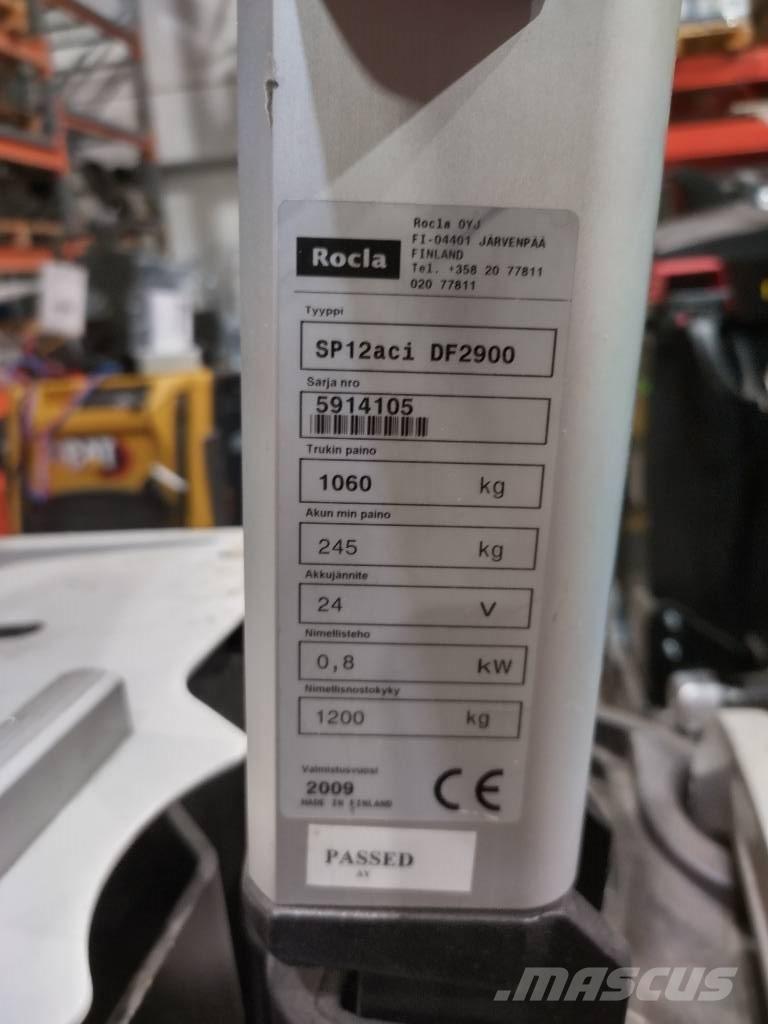 Rocla
Rocla OYJ
FI-04401 JÄRVENPÄÄ
FINLAND
Tel. +358 20 77811
020 77811
Tyyppi
SP12aci DF2900
Sarja nro
5914105
Trukin paino
1060 kg
Akun min paino
245 kg
Akkujännite
24 V
Nimellisteho
0,8 kW
Nimellisnostokyky
1200 kg
Valmistusvuosi
2009
MADE IN FINLAND
CE
PASSED
AY
MASCUS